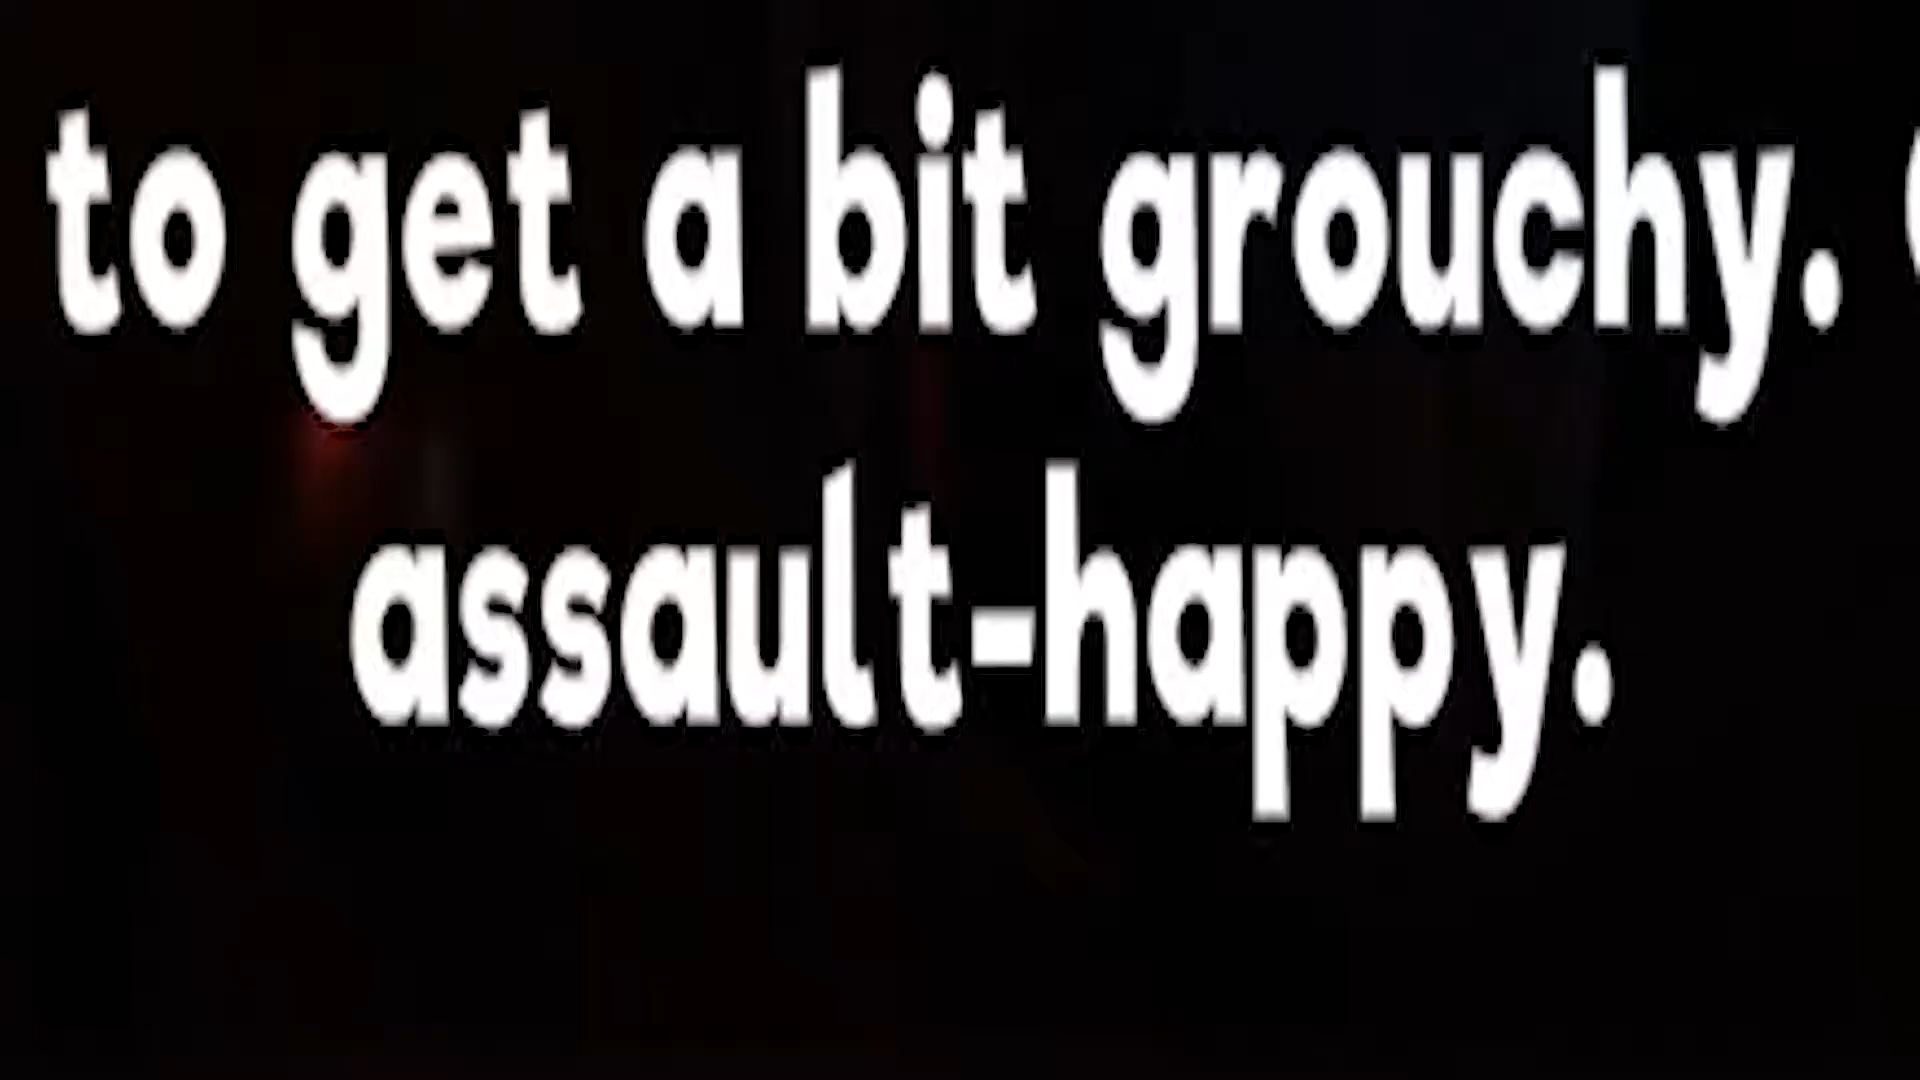 to get a bit grouchy.
assault-happy.